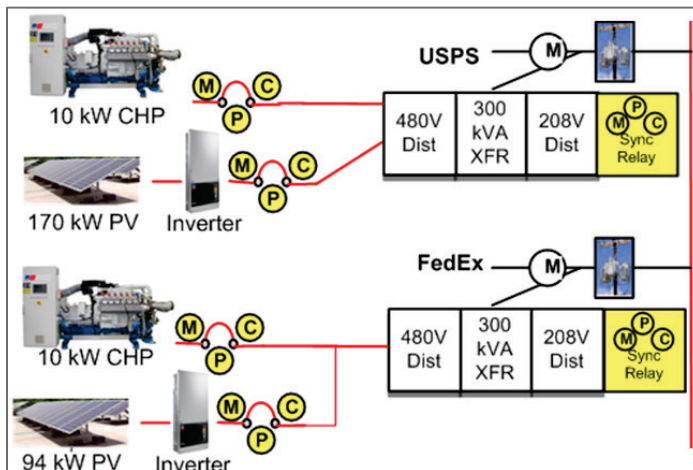 USPS
M
M
C
P
10 kW CHP
480V
Dist
300
kVA
XFR
208V
Dist
P
M
C
Sync
Relay
M
C
P
170 kW PV
Inverter
FedEx
M
M
C
P
10 kW CHP
480V
Dist
300
kVA
XFR
208V
Dist
P
M
C
Sync
Relay
M
C
P
94 kW PV
Inverter